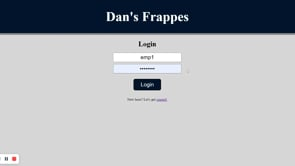 Dan's Frappes
Login
emp1
••••••••
Login
New here? Let's get started!